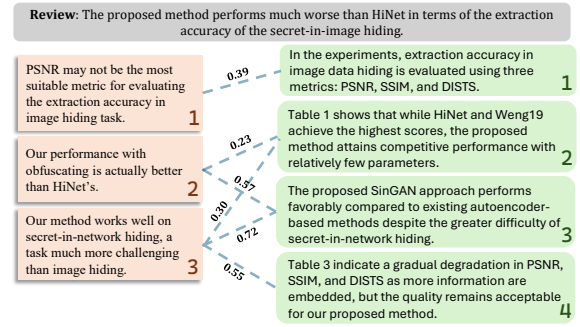 Review: The proposed method performs much worse than HiNet in terms of the extraction
accuracy of the secret-in-image hiding.
PSNR may not be the most
suitable metric for evaluating
the extraction accuracy in
image hiding task.
1
Our performance with
obfuscating is actually better
than HiNet's.
2
Our method works well on
secret-in-network hiding, a
task much more challenging
than image hiding.
3
0.39
0.23
0.57
0.30
0.72
0.55
In the experiments, extraction accuracy in
image data hiding is evaluated using three
metrics: PSNR, SSIM, and DISTS.
1
Table 1 shows that while HiNet and Weng19
achieve the highest scores, the proposed
method attains competitive performance with
relatively few parameters.
2
The proposed SinGAN approach performs
favorably compared to existing autoencoder-
based methods despite the greater difficulty of
secret-in-network hiding.
3
Table 3 indicate a gradual degradation in PSNR,
SSIM, and DISTS as more information are
embedded, but the quality remains acceptable
for our proposed method.
4